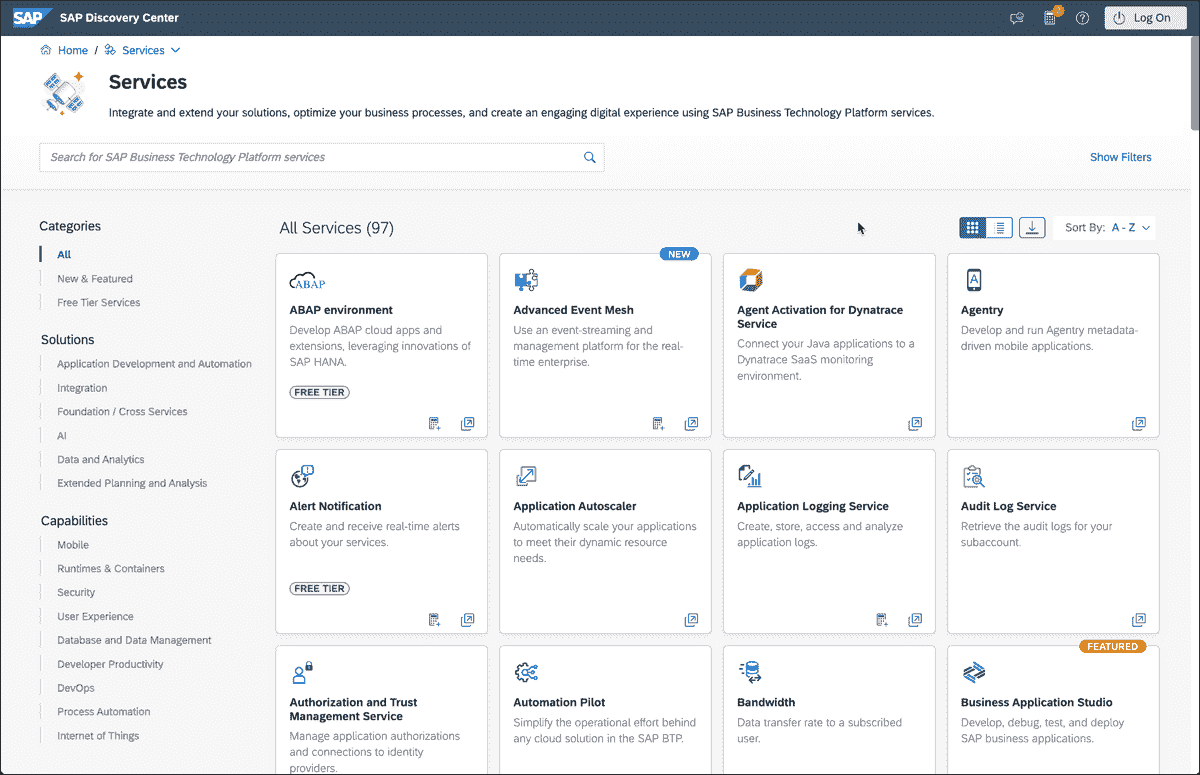 SAP SAP Discovery Center Log On
Home / Services
Services
Integrate and extend your solutions, optimize your business processes, and create an engaging digital experience using SAP Business Technology Platform services.
Search for SAP Business Technology Platform services
Show Filters
Categories
All
New & Featured
Free Tier Services
Solutions
Application Development and Automation
Integration
Foundation / Cross Services
AI
Data and Analytics
Extended Planning and Analysis
Capabilities
Mobile
Runtimes & Containers
Security
User Experience
Database and Data Management
Developer Productivity
DevOps
Process Automation
Internet of Things
All Services (97)
Sort By: A - Z
ABAP
ABAP environment
Develop ABAP cloud apps and
extensions, leveraging innovations of
SAP HANA.
FREE TIER
NEW
Advanced Event Mesh
Use an event-streaming and
management platform for the real-
time enterprise.
Agent Activation for Dynatrace
Service
Connect your Java applications to a
Dynatrace SaaS monitoring
environment.
A
Agentry
Develop and run Agentry metadata-
driven mobile applications.
Alert Notification
Create and receive real-time alerts
about your services.
FREE TIER
Application Autoscaler
Automatically scale your applications
to meet their dynamic resource
needs.
Application Logging Service
Create, store, access and analyze
application logs.
Audit Log Service
Retrieve the audit logs for your
subaccount.
Authorization and Trust
Management Service
Manage application authorizations
and connections to identity
providers.
Automation Pilot
Simplify the operational effort behind
any cloud solution in the SAP BTP.
Bandwidth
Data transfer rate to a subscribed
user.
FEATURED
Business Application Studio
Develop, debug, test, and deploy
SAP business applications.